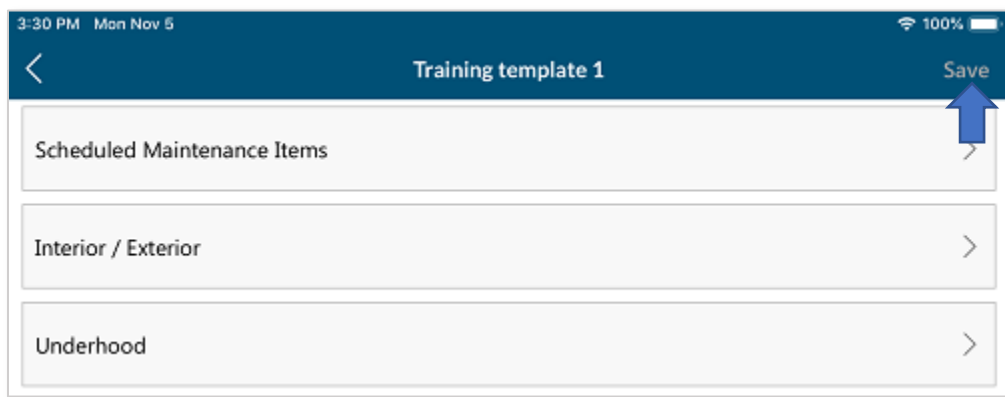 3:30 PM Mon Nov 5 100%
Training template 1 Save
Scheduled Maintenance Items
Interior / Exterior
Underhood